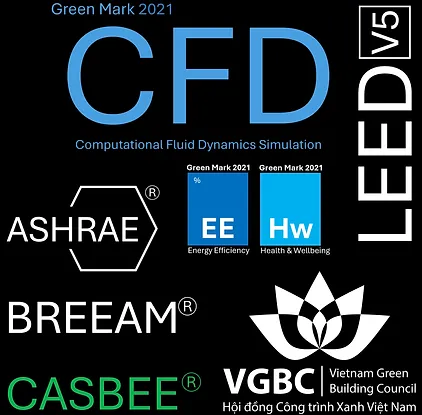 Green Mark 2021
CFD
Computational Fluid Dynamics Simulation
LEED V5
ASHRAE®
Green Mark 2021
%
EE
Energy Efficiency
Green Mark 2021
Hw
Health & Wellbeing
BREEAM®
CASBEE®
VGBC
Vietnam Green
Building Council
Hội đồng Công trình Xanh Việt Nam